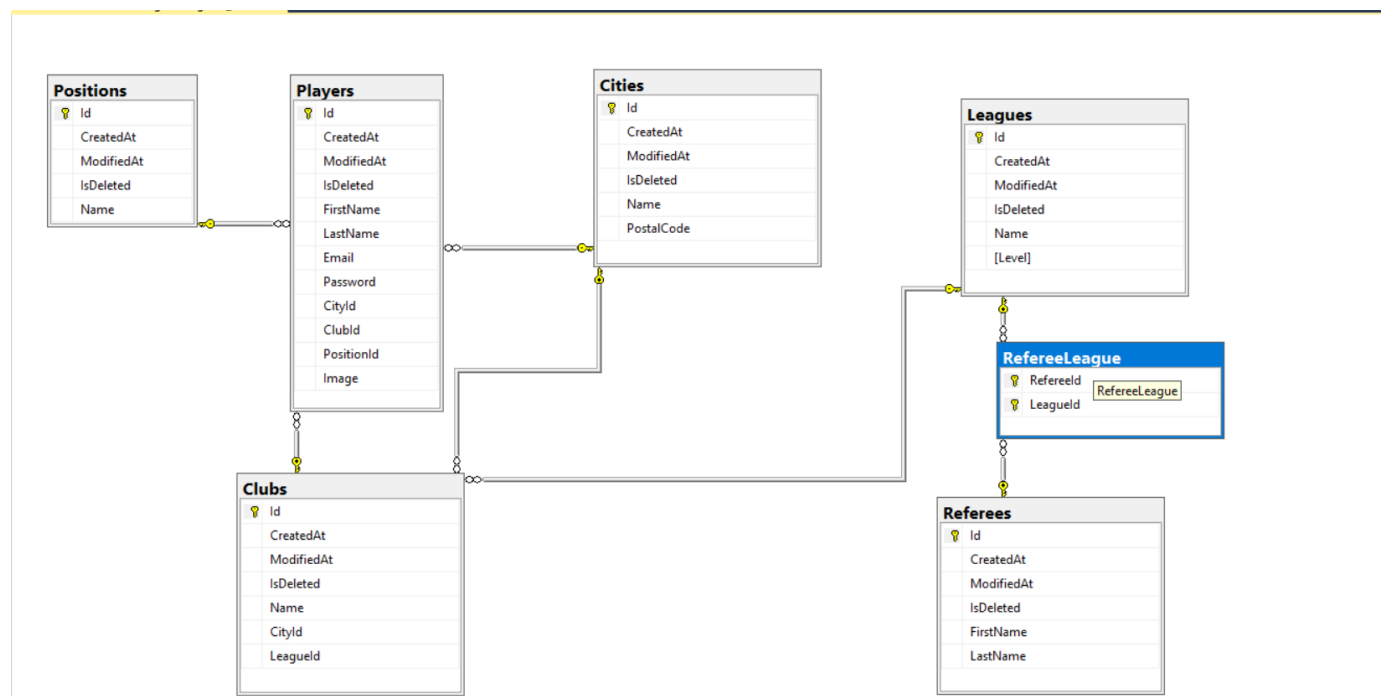 Positions
Id
CreatedAt
ModifiedAt
IsDeleted
Name
Players
Id
CreatedAt
ModifiedAt
IsDeleted
FirstName
LastName
Email
Password
CityId
ClubId
PositionId
Image
Cities
Id
CreatedAt
ModifiedAt
IsDeleted
Name
PostalCode
Leagues
Id
CreatedAt
ModifiedAt
IsDeleted
Name
[Level]
RefereeLeague
RefereeId
RefereeLeague
LeagueId
Clubs
Id
CreatedAt
ModifiedAt
IsDeleted
Name
CityId
LeagueId
Referees
Id
CreatedAt
ModifiedAt
IsDeleted
FirstName
LastName